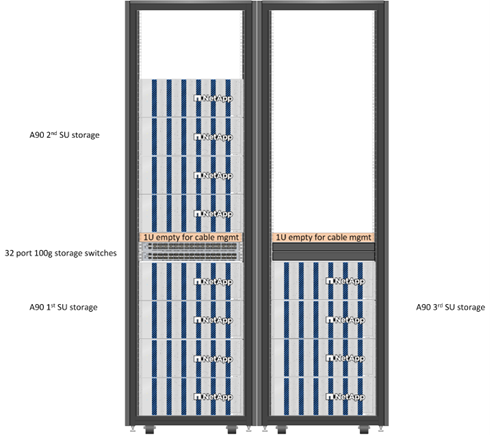 NetApp
A90 2nd SU storage
NetApp
NetApp
NetApp
1U empty for cable mgmt
1U empty for cable mgmt
32 port 100g storage switches
NetApp
NetApp
A90 1st SU storage
A90 3rd SU storage
NetApp
NetApp
NetApp
NetApp
NetApp
NetApp